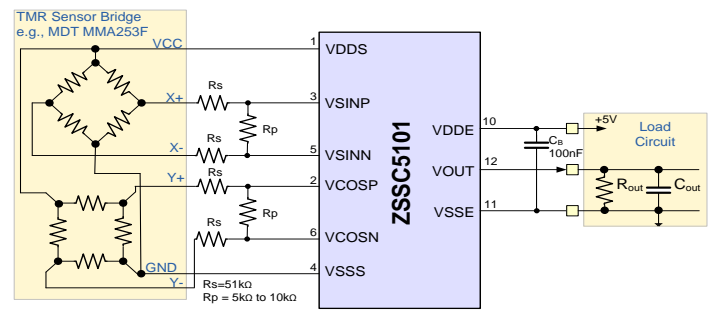 TMR Sensor Bridge
e.g., MDT MMA253F
VCC
1
VDDS
Rs
X+
3
VSINP
Rp
X-
Rs
5
VSINN
Y+
Rs
2
VCOSP
Rp
Rs
6
VCOSN
GND
4
VSSS
Y-
Rs=51kΩ
Rp = 5kΩ to 10kΩ
ZSSC5101
10
VDDE
CB
100nF
12
VOUT
11
VSSE
+5V
Load
Circuit
Rout
Cout